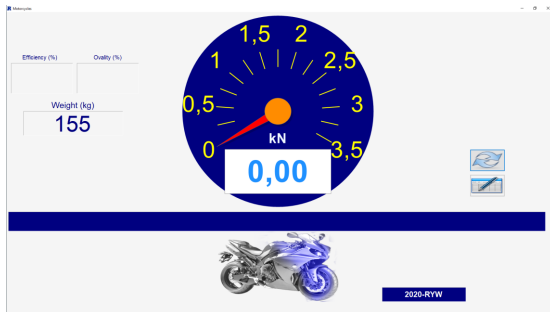 Motorcycles
Efficiency (%)
Ovality (%)
Weight (kg)
155
0
0,5
1
1,5
2
2,5
3
3,5
kN
0,00
2020-RYW